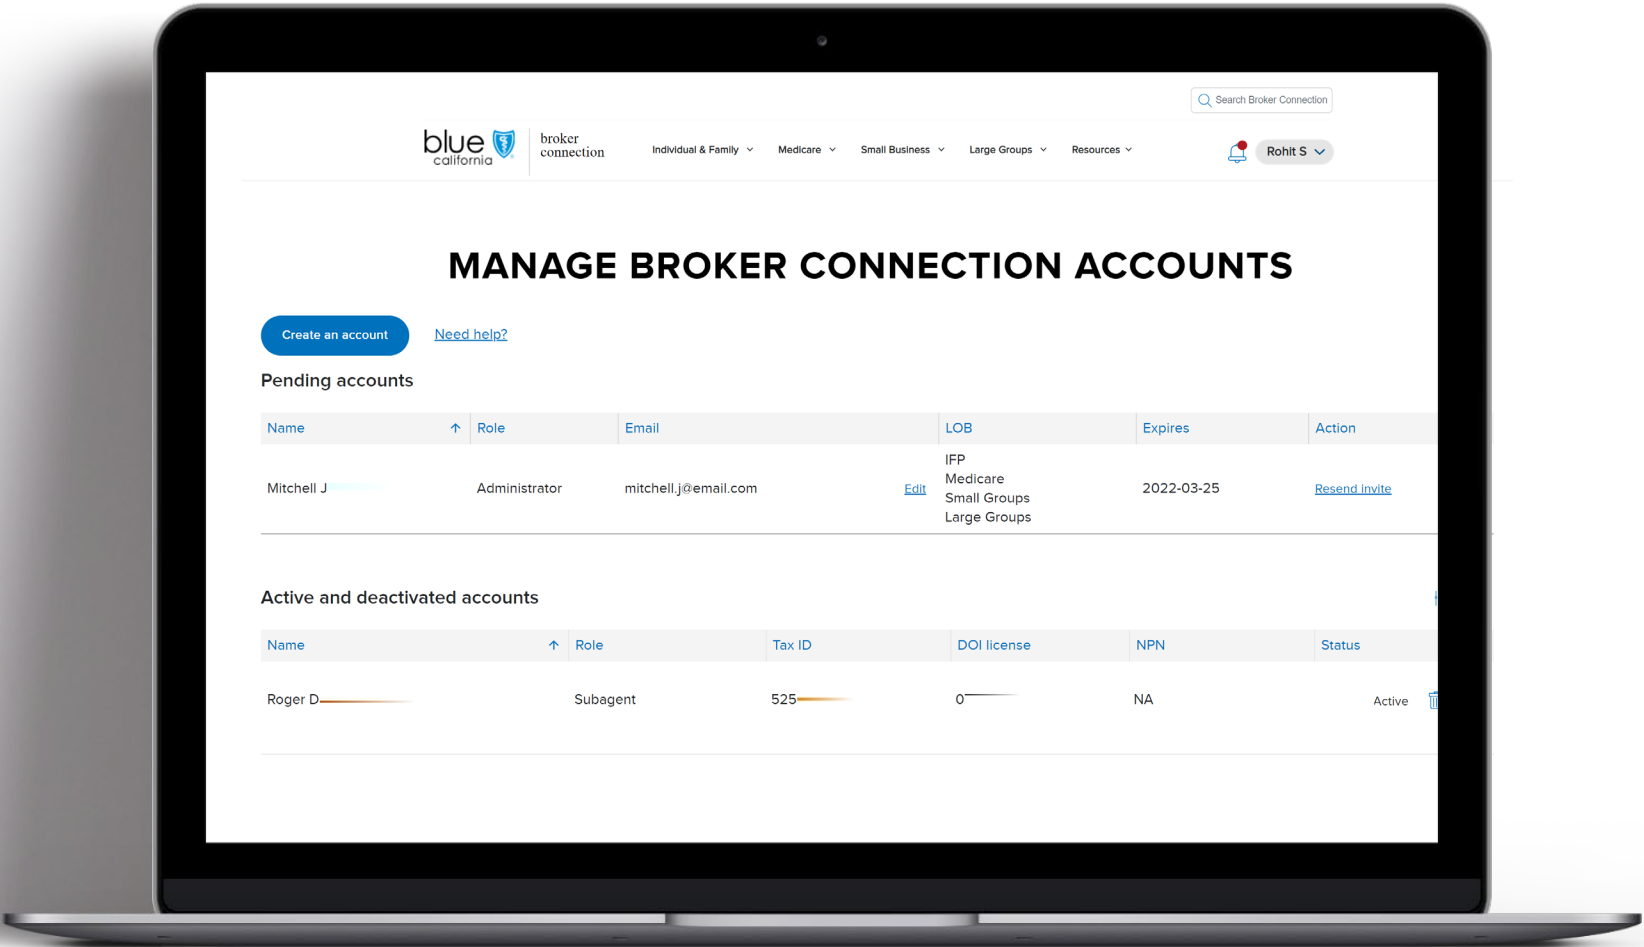 Search Broker Connection
blue
california
broker
connection
Individual & Family
Medicare
Small Business
Large Groups
Resources
Rohit S
MANAGE BROKER CONNECTION ACCOUNTS
Create an account
Need help?
Pending accounts
Name Role Email LOB Expires Action
Mitchell J Administrator mitchell.j@email.com Edit IFP 2022-03-25 Resend invite
Medicare
Small Groups
Large Groups
Active and deactivated accounts
Name Role Tax ID DOI license NPN Status
Roger D Subagent 525 0 NA Active